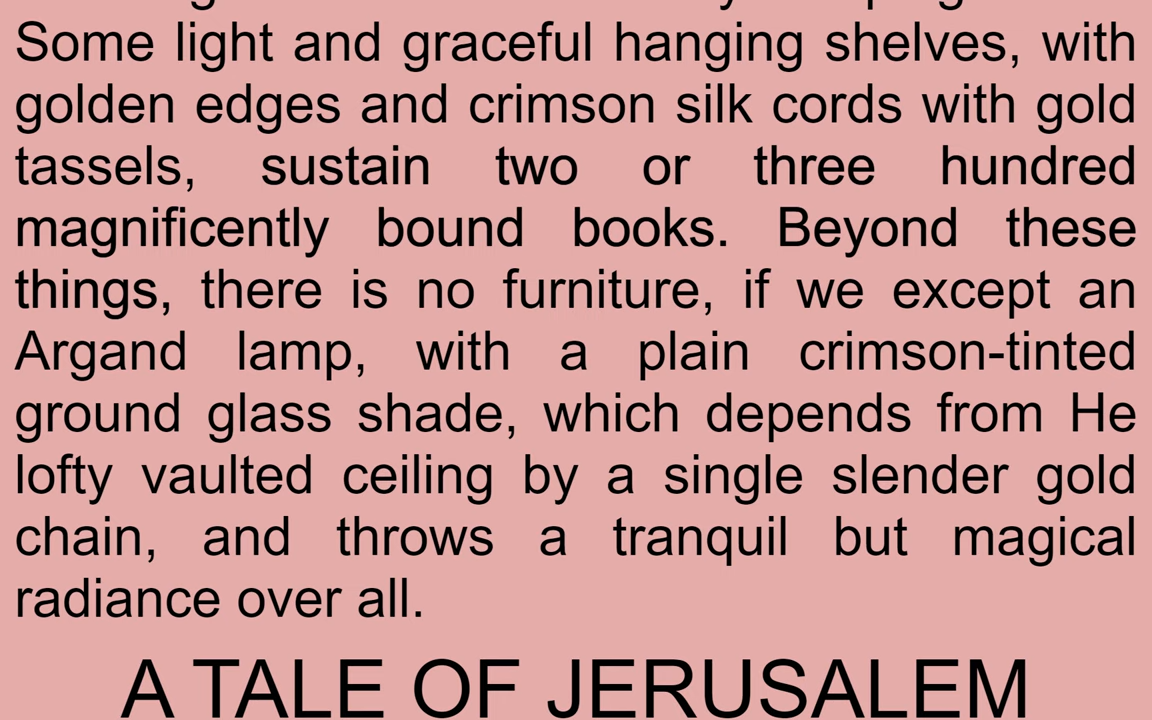 Some light and graceful hanging shelves, with
golden edges and crimson silk cords with gold
tassels, sustain two or three hundred
magnificently bound books. Beyond these
things, there is no furniture, if we except an
Argand lamp, with a plain crimson-tinted
ground glass shade, which depends from He
lofty vaulted ceiling by a single slender gold
chain, and throws a tranquil but magical
radiance over all.
A TALE OF JERUSALEM